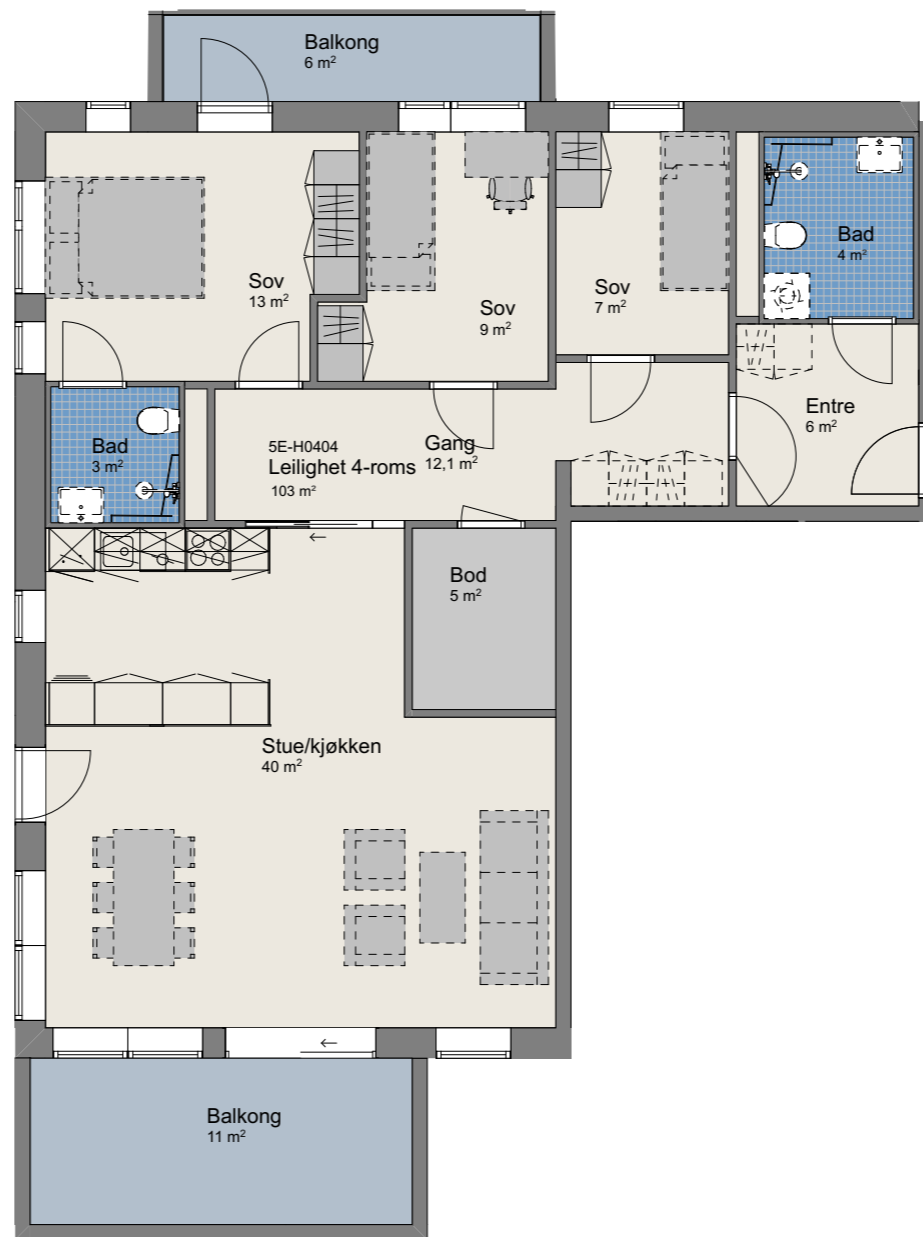 Balkong
6 m²
Sov
13 m²
Sov
9 m²
Sov
7 m²
Bad
4 m²
Entre
6 m²
Bad
3 m²
5E-H0404
Leilighet 4-roms
103 m²
Gang
12,1 m²
Bod
5 m²
Stue/kjøkken
40 m²
Balkong
11 m²